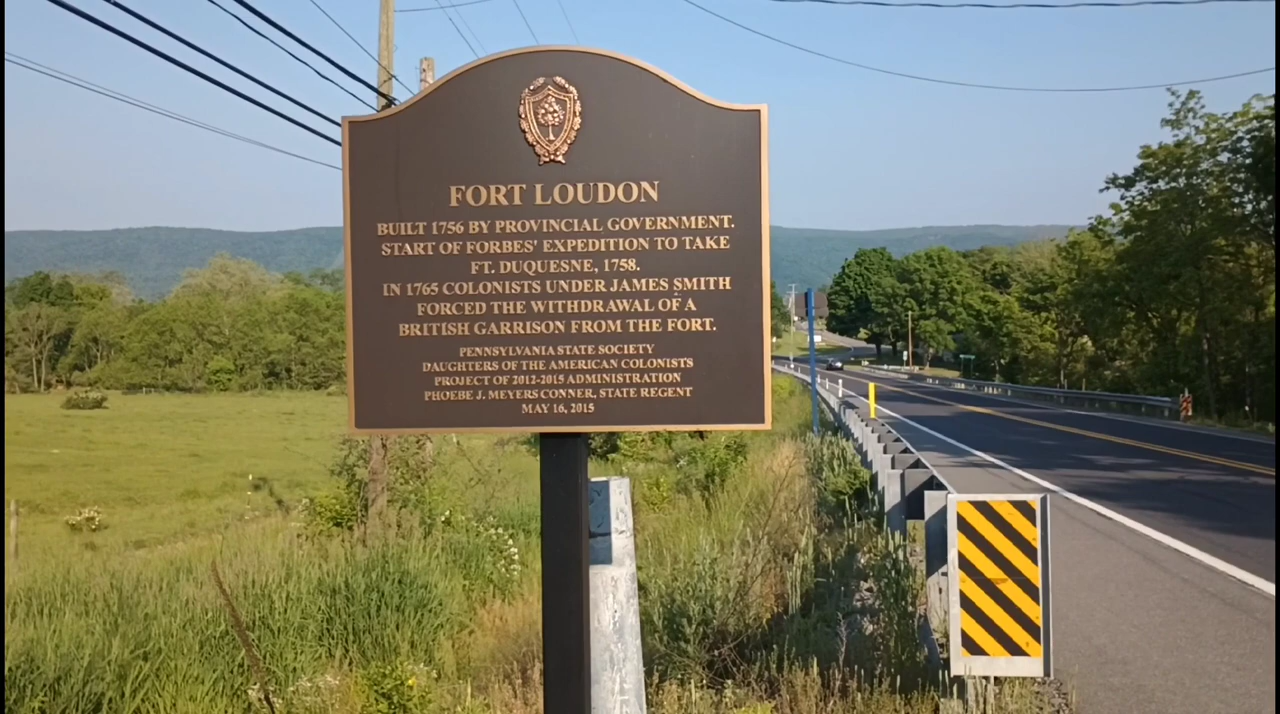 FORT LOUDON
BUILT 1756 BY PROVINCIAL GOVERNMENT.
START OF FORBES' EXPEDITION TO TAKE
FT. DUQUESNE, 1758.
IN 1765 COLONISTS UNDER JAMES SMITH
FORCED THE WITHDRAWAL OF A
BRITISH GARRISON FROM THE FORT.
PENNSYLVANIA STATE SOCIETY
DAUGHTERS OF THE AMERICAN COLONISTS
PROJECT OF 2012-2015 ADMINISTRATION
PHOEBE J. MEYERS CONNER, STATE REGENT
MAY 16, 2015